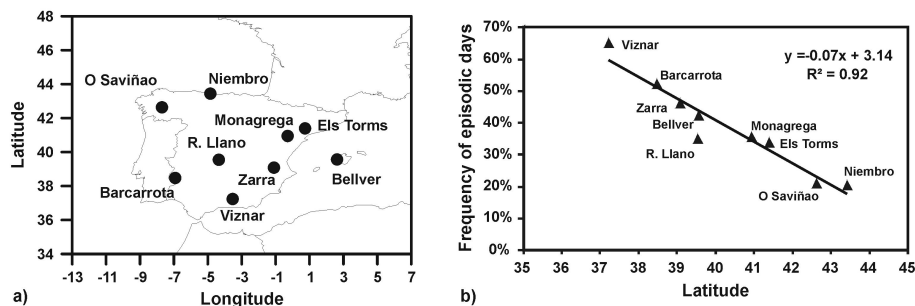 48
46
44
42
40
38
36
34
Latitude
O Saviñao
Niembro
Monagrega
Els Torms
R. Llano
Barcarrota
Zarra
Bellver
Viznar
-13 -11 -9 -7 -5 -3 -1 1 3 5 7
a) Longitude
70%
60%
50%
40%
30%
20%
10%
0%
Frequency of episodic days
Viznar
y =-0.07x + 3.14
R² = 0.92
Barcarrota
Zarra
Bellver
R. Llano
Monagrega
Els Torms
Niembro
O Saviñao
35 36 37 38 39 40 41 42 43 44 45
b) Latitude